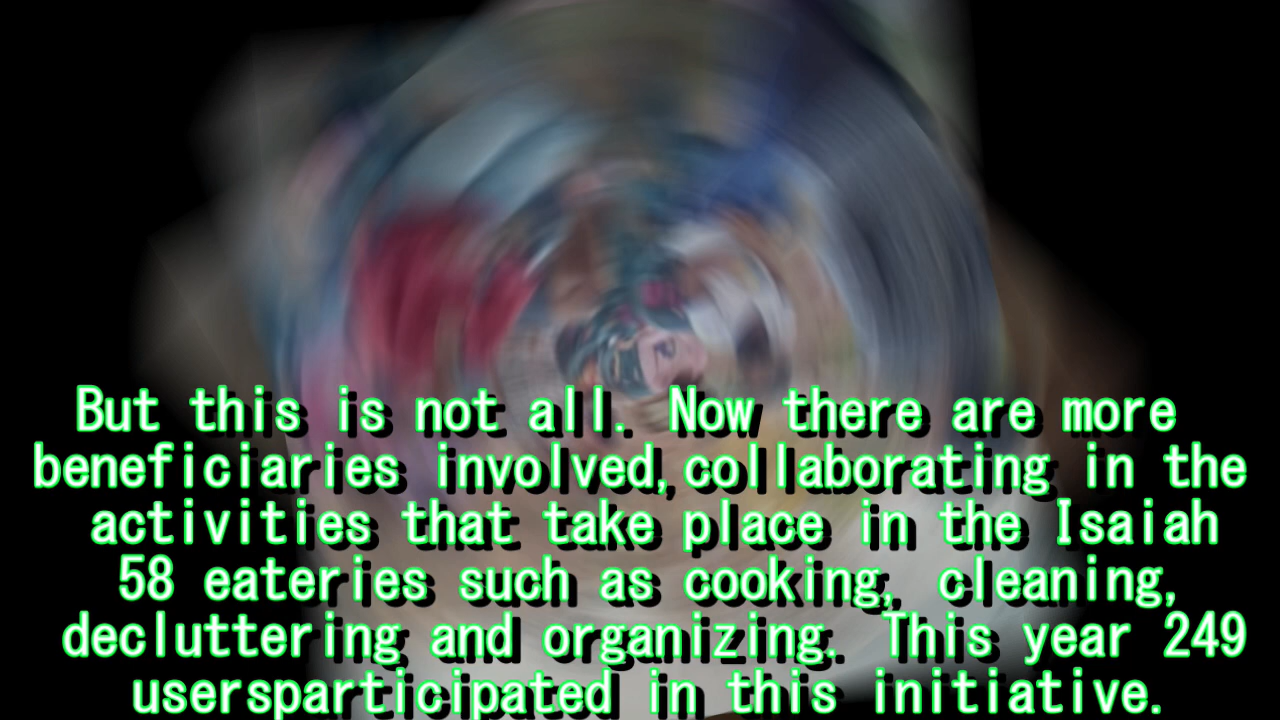 But this is not all. Now there are more
beneficiaries involved,collaborating in the
activities that take place in the Isaiah
58 eateries such as cooking, cleaning,
decluttering and organizing. This year 249
usersparticipated in this initiative.